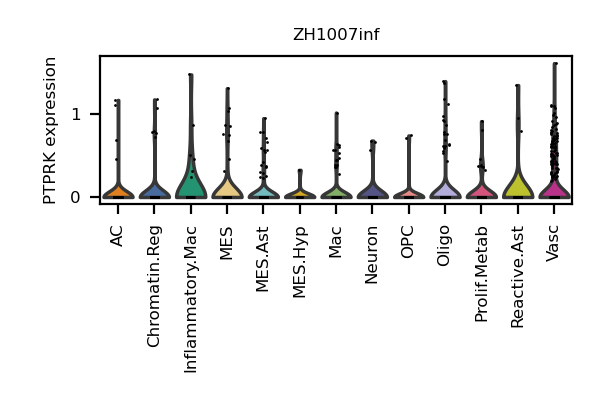 ZH1007inf
PTPRK expression
1
0
AC
Chromatin.Reg
Inflammatory.Mac
MES
MES.Ast
MES.Hyp
Mac
Neuron
OPC
Oligo
Prolif.Metab
Reactive.Ast
Vasc